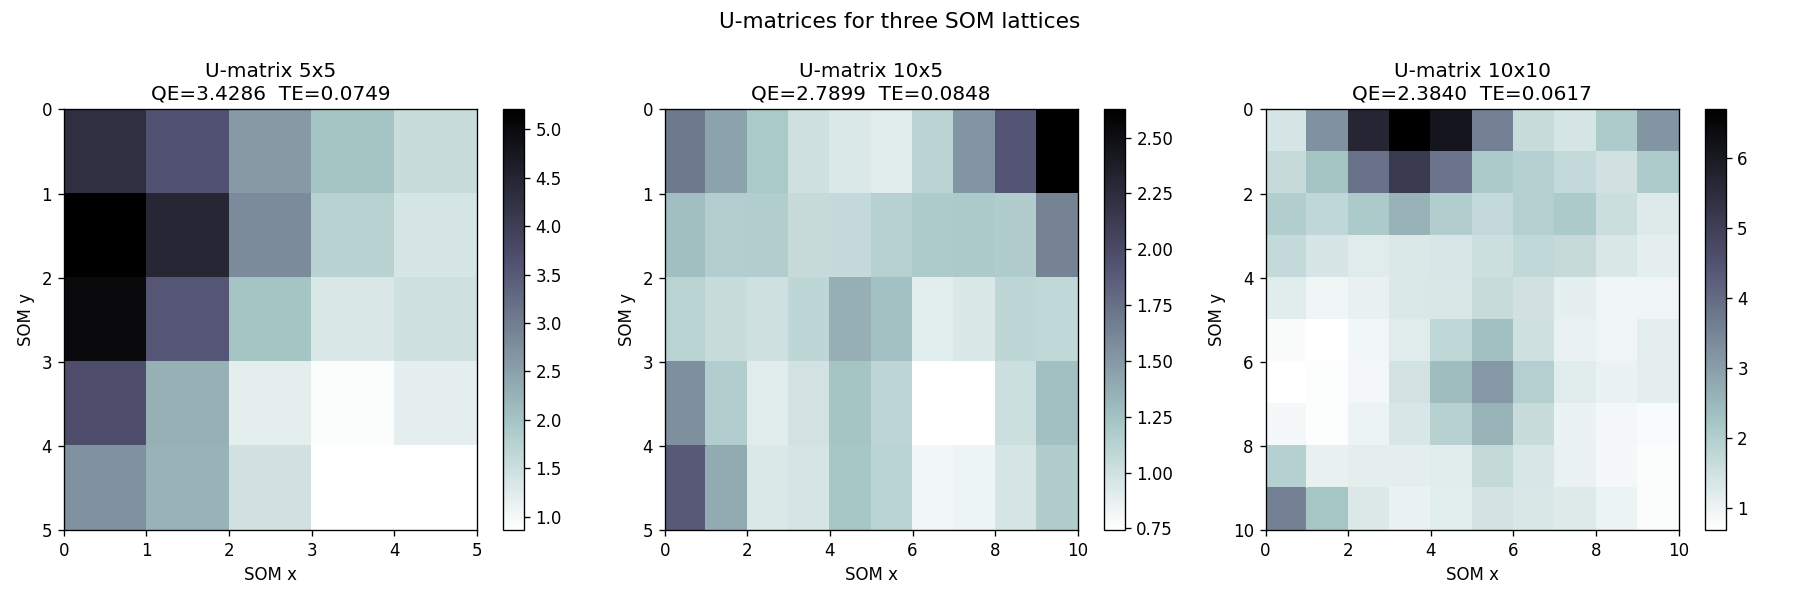 U-matrices for three SOM lattices
U-matrix 5x5
QE=3.4286 TE=0.0749
0
1
2
3
4
5
SOM y
0 1 2 3 4 5
SOM x
5.0
4.5
4.0
3.5
3.0
2.5
2.0
1.5
1.0
U-matrix 10x5
QE=2.7899 TE=0.0848
0
1
2
3
4
5
SOM y
0 2 4 6 8 10
SOM x
2.50
2.25
2.00
1.75
1.50
1.25
1.00
0.75
U-matrix 10x10
QE=2.3840 TE=0.0617
0
2
4
6
8
10
SOM y
0 2 4 6 8 10
SOM x
6
5
4
3
2
1